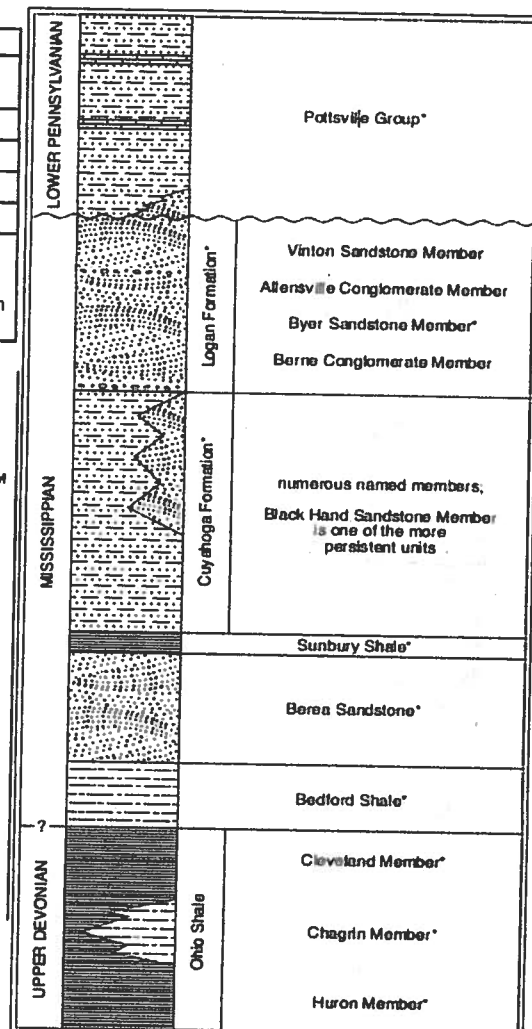 LOWER PENNSYLVANIAN
Pottsville Group*
MISSISSIPPIAN
Logan Formation*
Vinton Sandstone Member
Allensville Conglomerate Member
Byer Sandstone Member*
Berne Conglomerate Member
Cuyahoga Formation*
numerous named members;
Black Hand Sandstone Member
is one of the more
persistent units
Sunbury Shale*
Berea Sandstone*
Bedford Shale*
?
UPPER DEVONIAN
Ohio Shale
Cleveland Member*
Chagrin Member*
Huron Member*